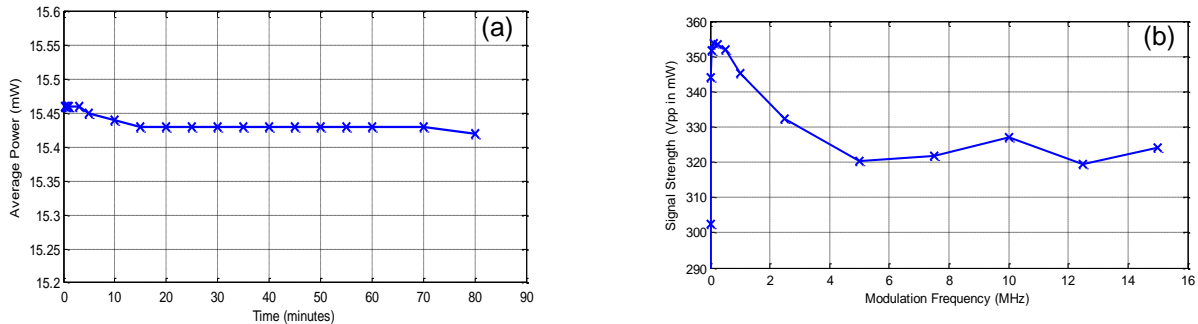 (a)
15.6
15.55
15.5
15.45
15.4
15.35
15.3
15.25
15.2
Average Power (mW)
0 10 20 30 40 50 60 70 80 90
Time (minutes)
(b)
360
350
340
330
320
310
300
290
Signal Strength (Vpp in mW)
0 2 4 6 8 10 12 14 16
Modulation Frequency (MHz)